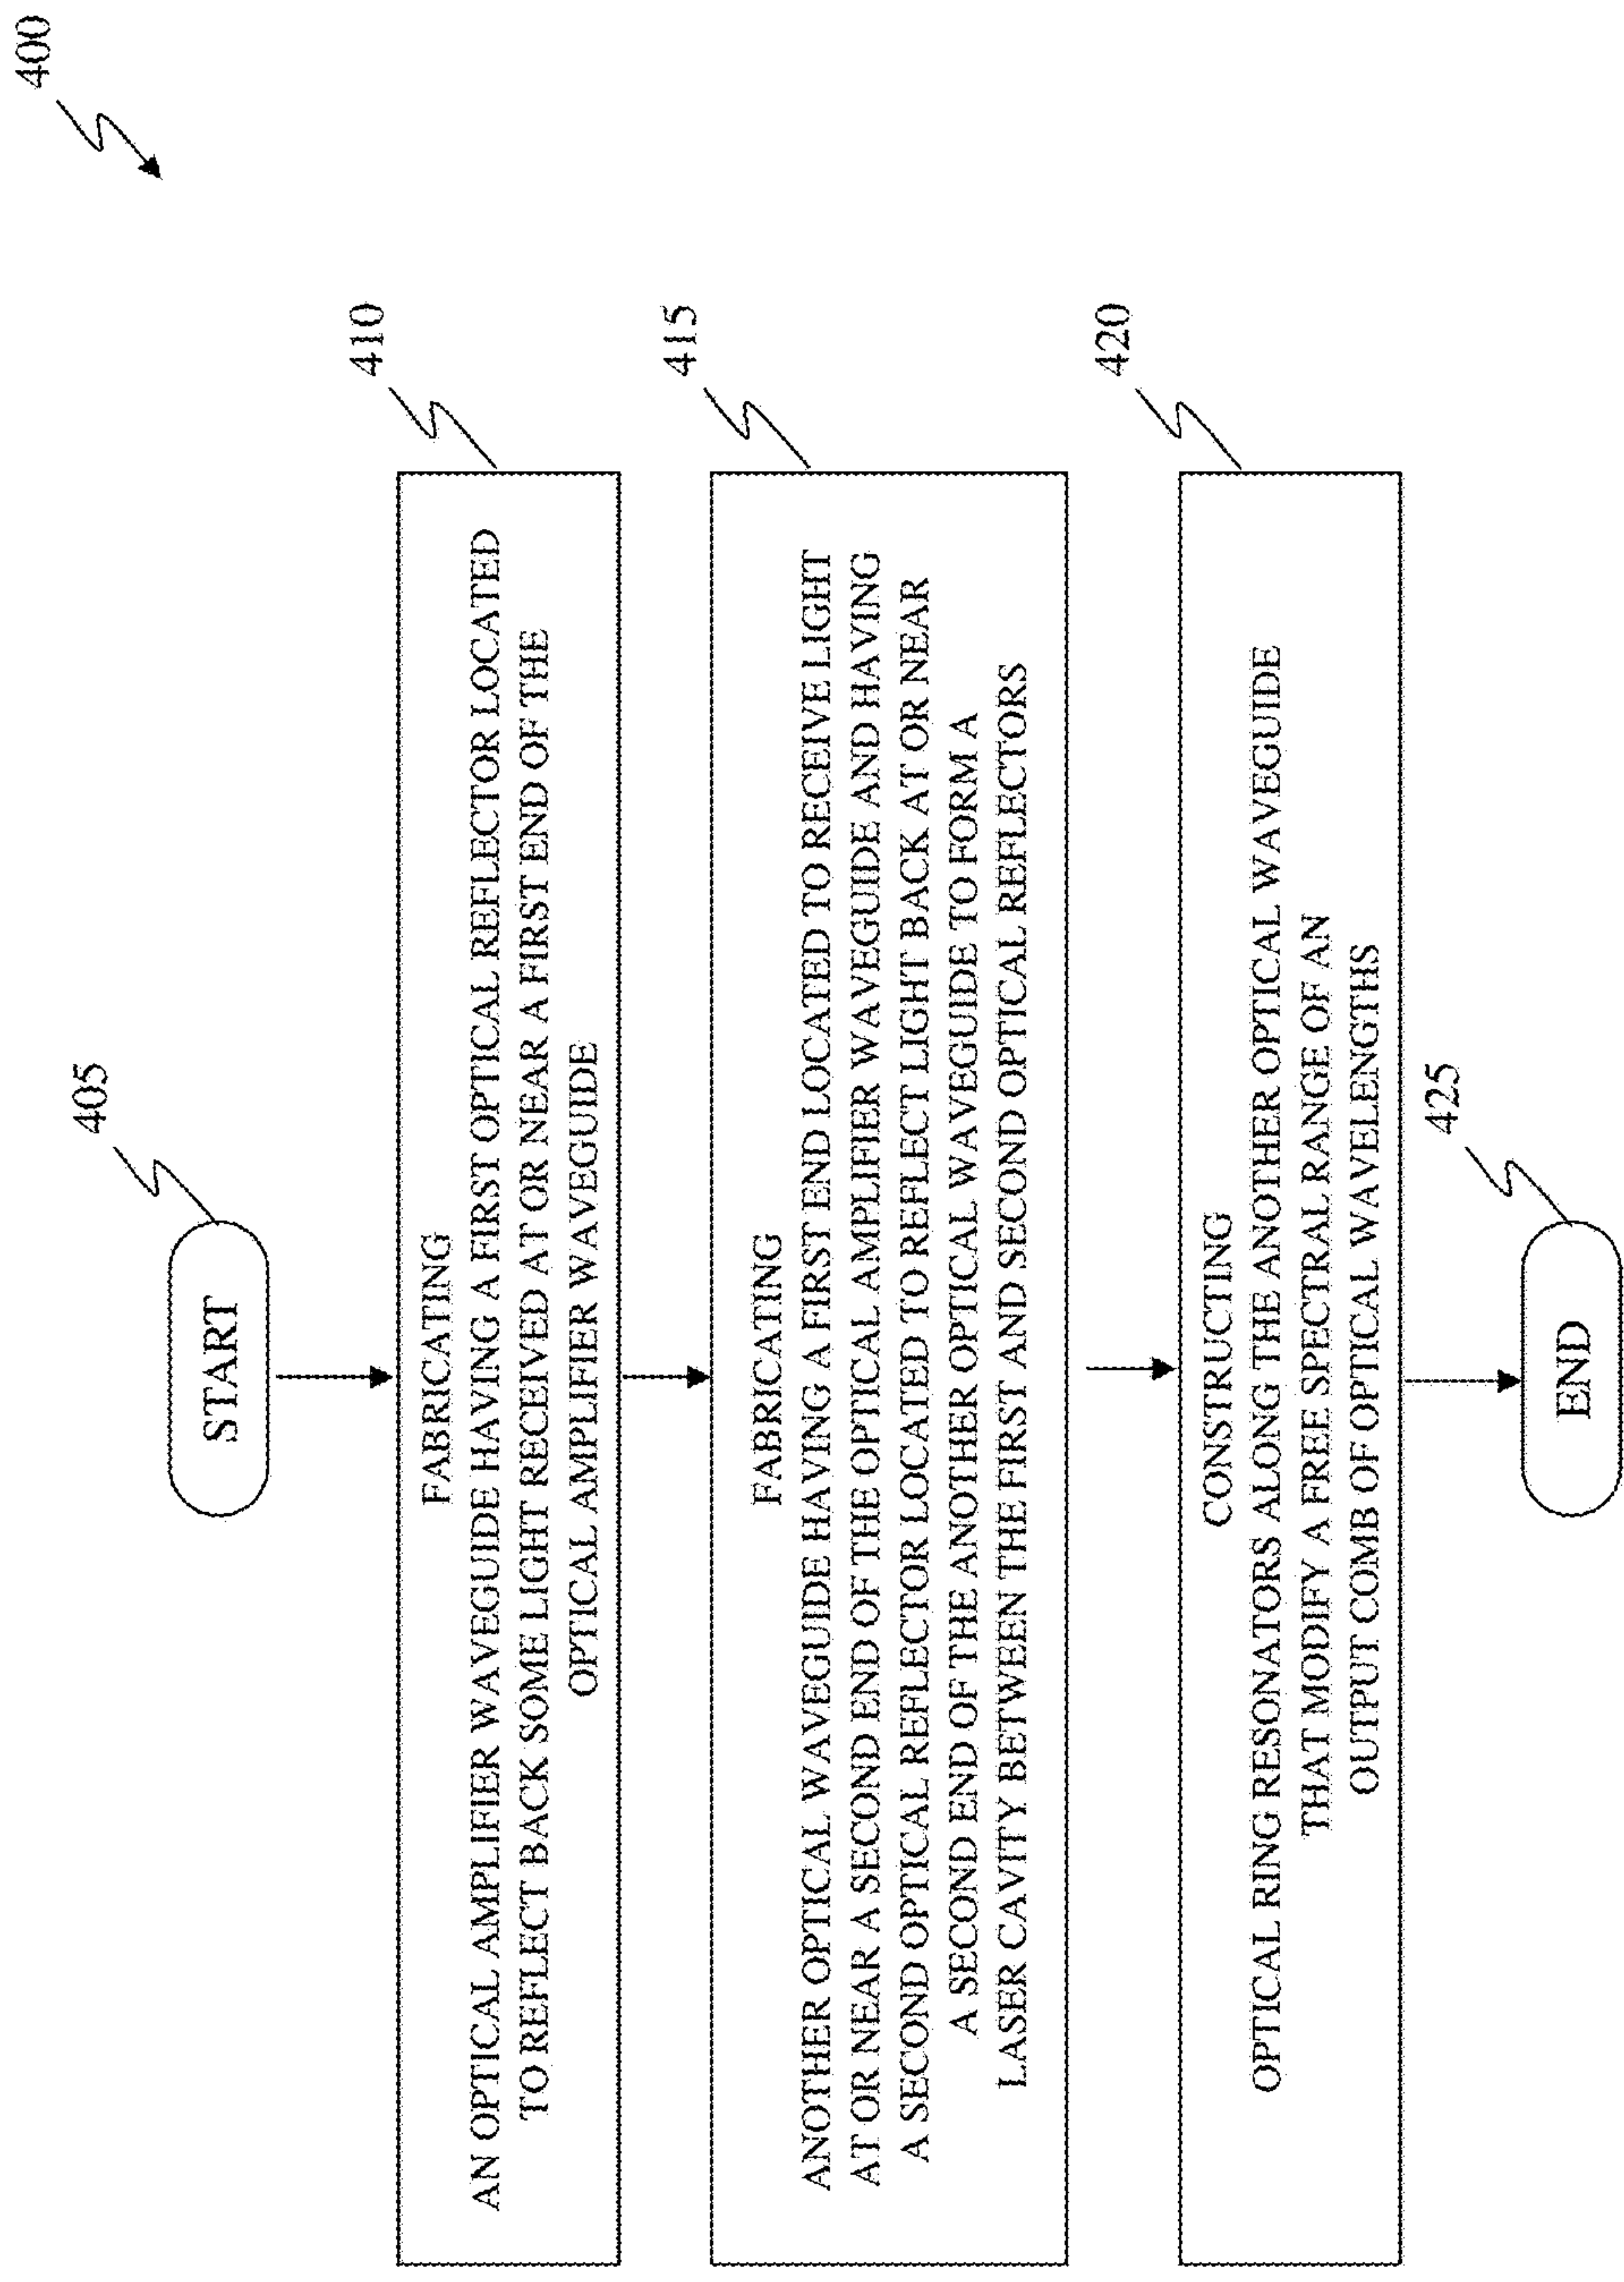 400
405
START
410
FABRICATING
AN OPTICAL AMPLIFIER WAVEGUIDE HAVING A FIRST OPTICAL REFLECTOR LOCATED
TO REFLECT BACK SOME LIGHT RECEIVED AT OR NEAR A FIRST END OF THE
OPTICAL AMPLIFIER WAVEGUIDE
415
FABRICATING
ANOTHER OPTICAL WAVEGUIDE HAVING A FIRST END LOCATED TO RECEIVE LIGHT
AT OR NEAR A SECOND END OF THE OPTICAL AMPLIFIER WAVEGUIDE AND HAVING
A SECOND OPTICAL REFLECTOR LOCATED TO REFLECT LIGHT BACK AT OR NEAR
A SECOND END OF THE ANOTHER OPTICAL WAVEGUIDE TO FORM A
LASER CAVITY BETWEEN THE FIRST AND SECOND OPTICAL REFLECTORS
420
CONSTRUCTING
OPTICAL RING RESONATORS ALONG THE ANOTHER OPTICAL WAVEGUIDE
THAT MODIFY A FREE SPECTRAL RANGE OF AN
OUTPUT COMB OF OPTICAL WAVELENGTHS
425
END